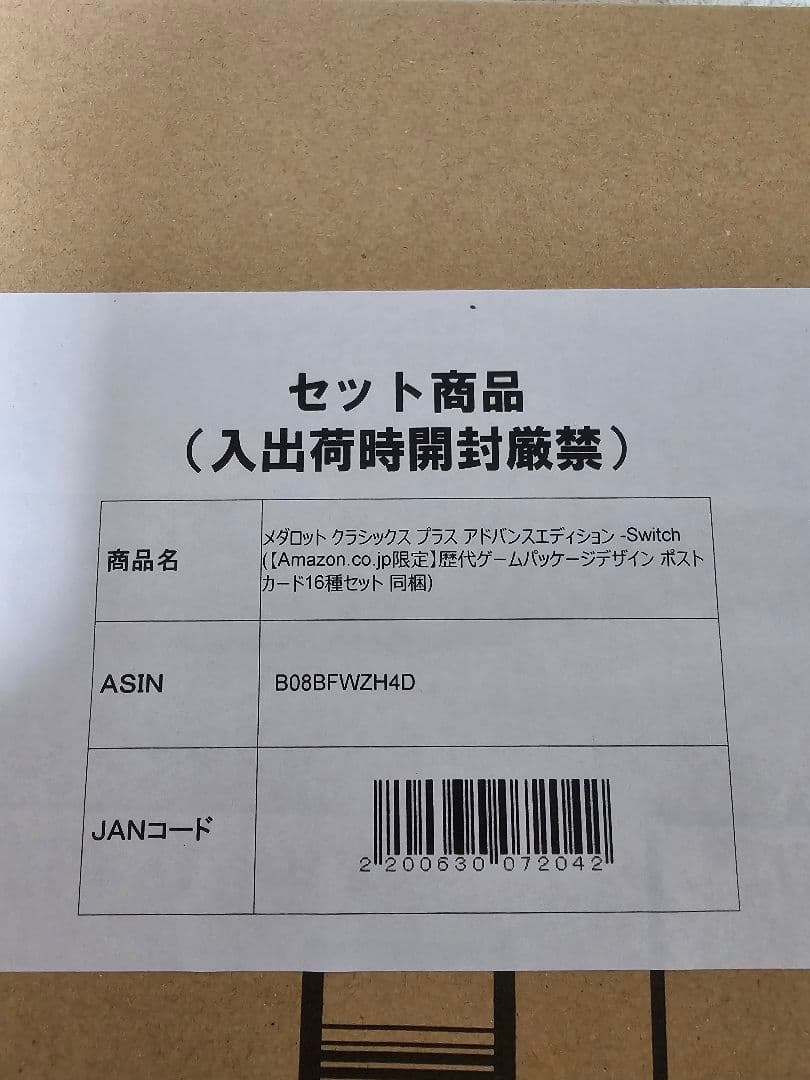 セット商品
（入出荷時開封厳禁）
商品名
メダロット クラシックス プラス アドバンスエディション -Switch
(【Amazon.co.jp限定】歴代ゲームパッケージデザイン ポスト
カード16種セット 同梱)
ASIN
B08BFWZH4D
JANコード
2 200630 072042